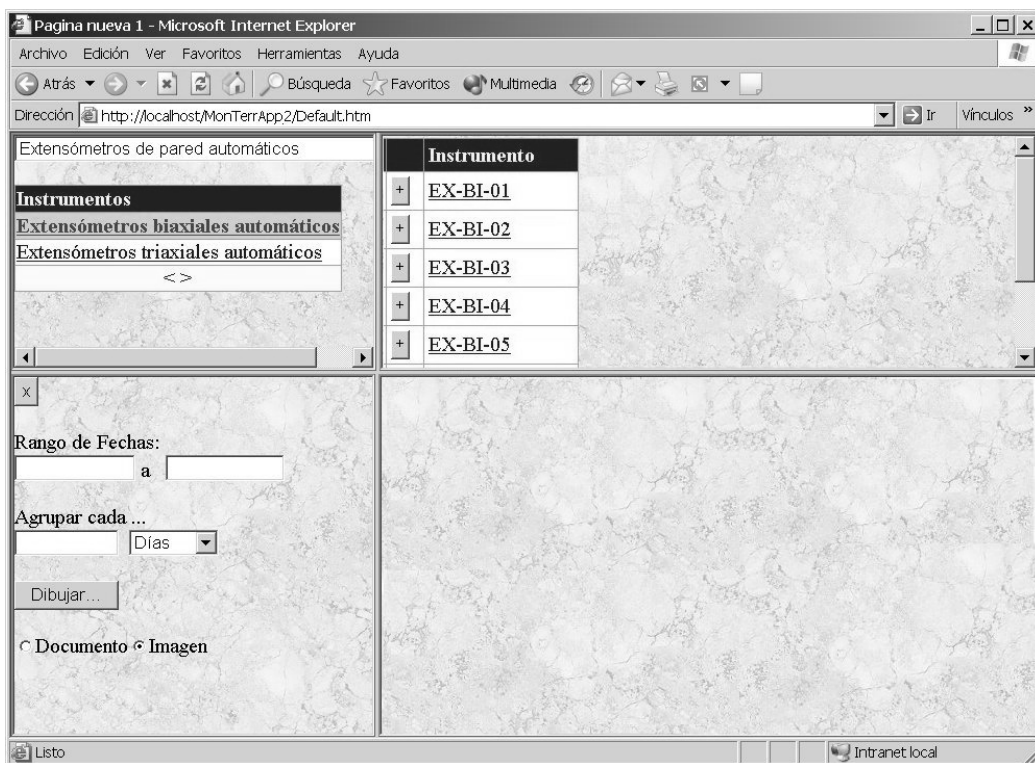 Pagina nueva 1 - Microsoft Internet Explorer
Archivo Edición Ver Favoritos Herramientas Ayuda
Atrás Búsqueda Favoritos Multimedia
Dirección http://localhost/MonTerrApp2/Default.htm Ir Vínculos »
Extensómetros de pared automáticos
Instrumentos
Extensómetros biaxiales automáticos
Extensómetros triaxiales automáticos
< >
Instrumento
+ EX-BI-01
+ EX-BI-02
+ EX-BI-03
+ EX-BI-04
+ EX-BI-05
X
Rango de Fechas:
a
Agrupar cada ...
Días
Dibujar...
Documento Imagen
Listo Intranet local